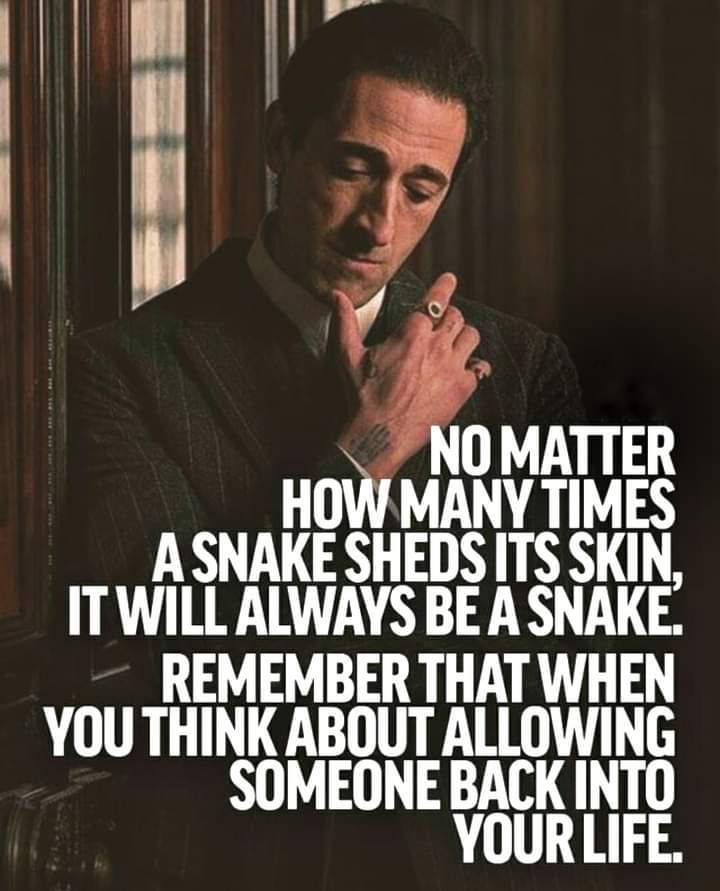 NO MATTER
HOW MANY TIMES
A SNAKE SHEDS ITS SKIN,
IT WILL ALWAYS BE A SNAKE.
REMEMBER THAT WHEN
YOU THINK ABOUT ALLOWING
SOMEONE BACK INTO
YOUR LIFE.